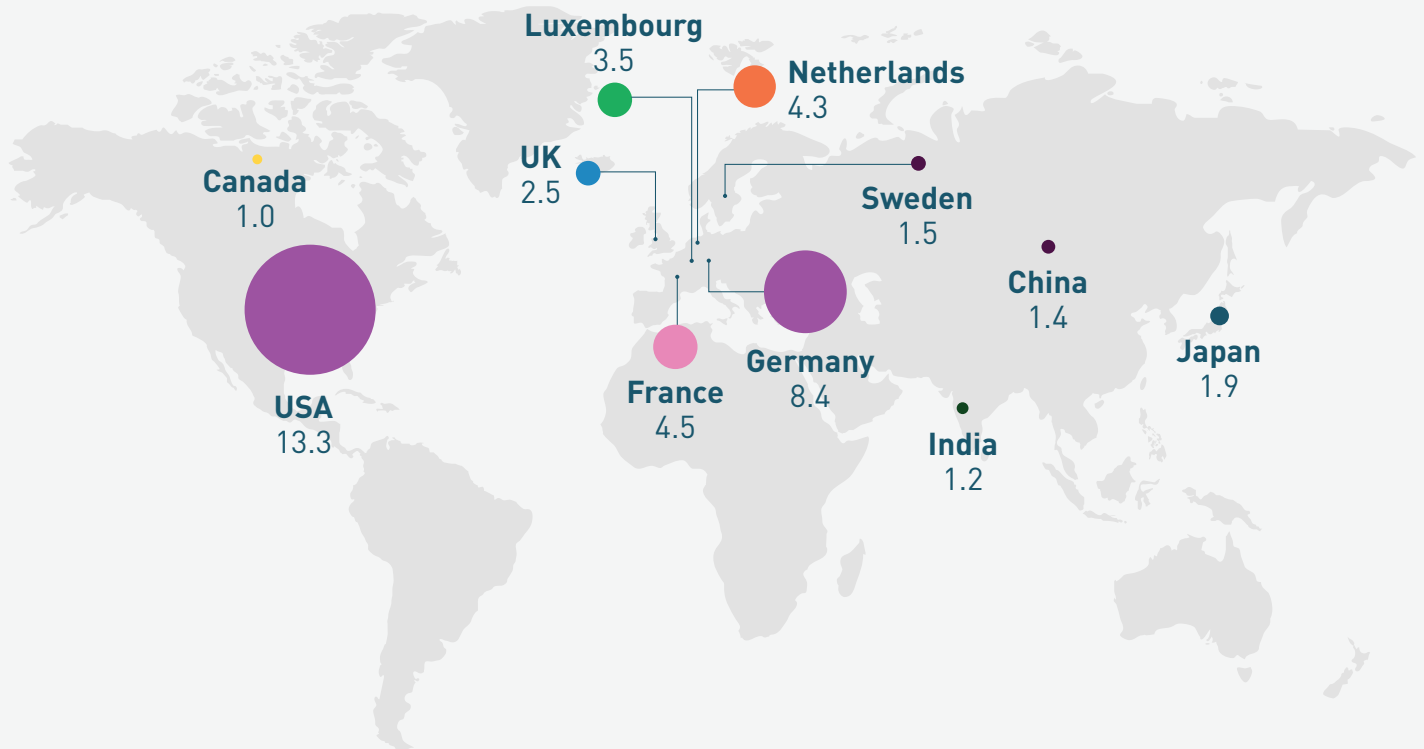 Luxembourg
3.5
Netherlands
4.3
UK
2.5
Canada
1.0
Sweden
1.5
China
1.4
Japan
1.9
Germany
8.4
France
4.5
USA
13.3
India
1.2